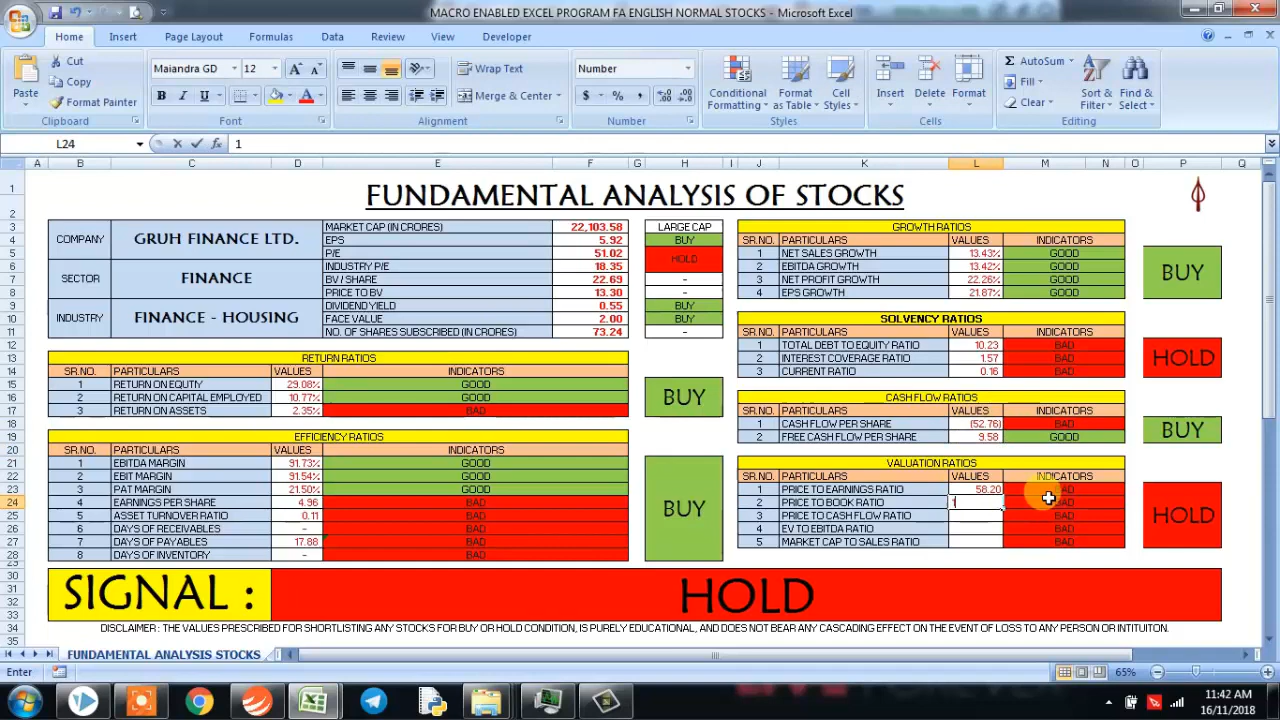 MACRO ENABLED EXCEL PROGRAM FA ENGLISH NORMAL STOCKS - Microsoft Excel
Home Insert Page Layout Formulas Data Review View Developer
Cut
Copy
Format Painter
Paste
Clipboard
Maiandra GD 12
B I U
Font
Wrap Text
Merge & Center
Alignment
Number
$ % ,
Number
Conditional Formatting
Format as Table
Cell Styles
Styles
Insert Delete Format
Cells
AutoSum
Fill
Clear
Sort & Filter
Find & Select
Editing
L24 1
A B C D E F G H I J K L M N O P Q
FUNDAMENTAL ANALYSIS OF STOCKS
COMPANY GRUH FINANCE LTD.
SECTOR FINANCE
INDUSTRY FINANCE - HOUSING
MARKET CAP (IN CRORES) 22,103.58 LARGE CAP
EPS 5.92 BUY
P/E 51.02 HOLD
INDUSTRY P/E 18.35
BV / SHARE 22.69 -
PRICE TO BV 13.30 -
DIVIDEND YIELD 0.55 BUY
FACE VALUE 2.00 BUY
NO. OF SHARES SUBSCRIBED (IN CRORES) 73.24 -
RETURN RATIOS
SR.NO. PARTICULARS VALUES INDICATORS
1 RETURN ON EQUITY 29.08% GOOD
2 RETURN ON CAPITAL EMPLOYED 10.77% GOOD
3 RETURN ON ASSETS 2.35% BAD
BUY
EFFICIENCY RATIOS
SR.NO. PARTICULARS VALUES INDICATORS
1 EBITDA MARGIN 91.73% GOOD
2 EBIT MARGIN 91.54% GOOD
3 PAT MARGIN 21.50% GOOD
4 EARNINGS PER SHARE 4.96 BAD
5 ASSET TURNOVER RATIO 0.11 BAD
6 DAYS OF RECEIVABLES - BAD
7 DAYS OF PAYABLES 17.88 BAD
8 DAYS OF INVENTORY - BAD
BUY
GROWTH RATIOS
SR.NO. PARTICULARS VALUES INDICATORS
1 NET SALES GROWTH 13.43% GOOD
2 EBITDA GROWTH 13.42% GOOD
3 NET PROFIT GROWTH 22.26% GOOD
4 EPS GROWTH 21.87% GOOD
BUY
SOLVENCY RATIOS
SR.NO. PARTICULARS VALUES INDICATORS
1 TOTAL DEBT TO EQUITY RATIO 10.23 BAD
2 INTEREST COVERAGE RATIO 1.57 BAD
3 CURRENT RATIO 0.16 BAD
HOLD
CASH FLOW RATIOS
SR.NO. PARTICULARS VALUES INDICATORS
1 CASH FLOW PER SHARE (52.76) BAD
2 FREE CASH FLOW PER SHARE 9.58 GOOD
BUY
VALUATION RATIOS
SR.NO. PARTICULARS VALUES INDICATORS
1 PRICE TO EARNINGS RATIO 58.20
2 PRICE TO BOOK RATIO 1 BAD
3 PRICE TO CASH FLOW RATIO BAD
4 EV TO EBITDA RATIO BAD
5 MARKET CAP TO SALES RATIO BAD
HOLD
SIGNAL : HOLD
DISCLAIMER : THE VALUES PRESCRIBED FOR SHORTLISTING ANY STOCKS FOR BUY OR HOLD CONDITION, IS PURELY EDUCATIONAL, AND DOES NOT BEAR ANY CASCADING EFFECT ON THE EVENT OF LOSS TO ANY PERSON OR INTITUITON.
FUNDAMENTAL ANALYSIS STOCKS
Enter 65%
11:42 AM
16/11/2018